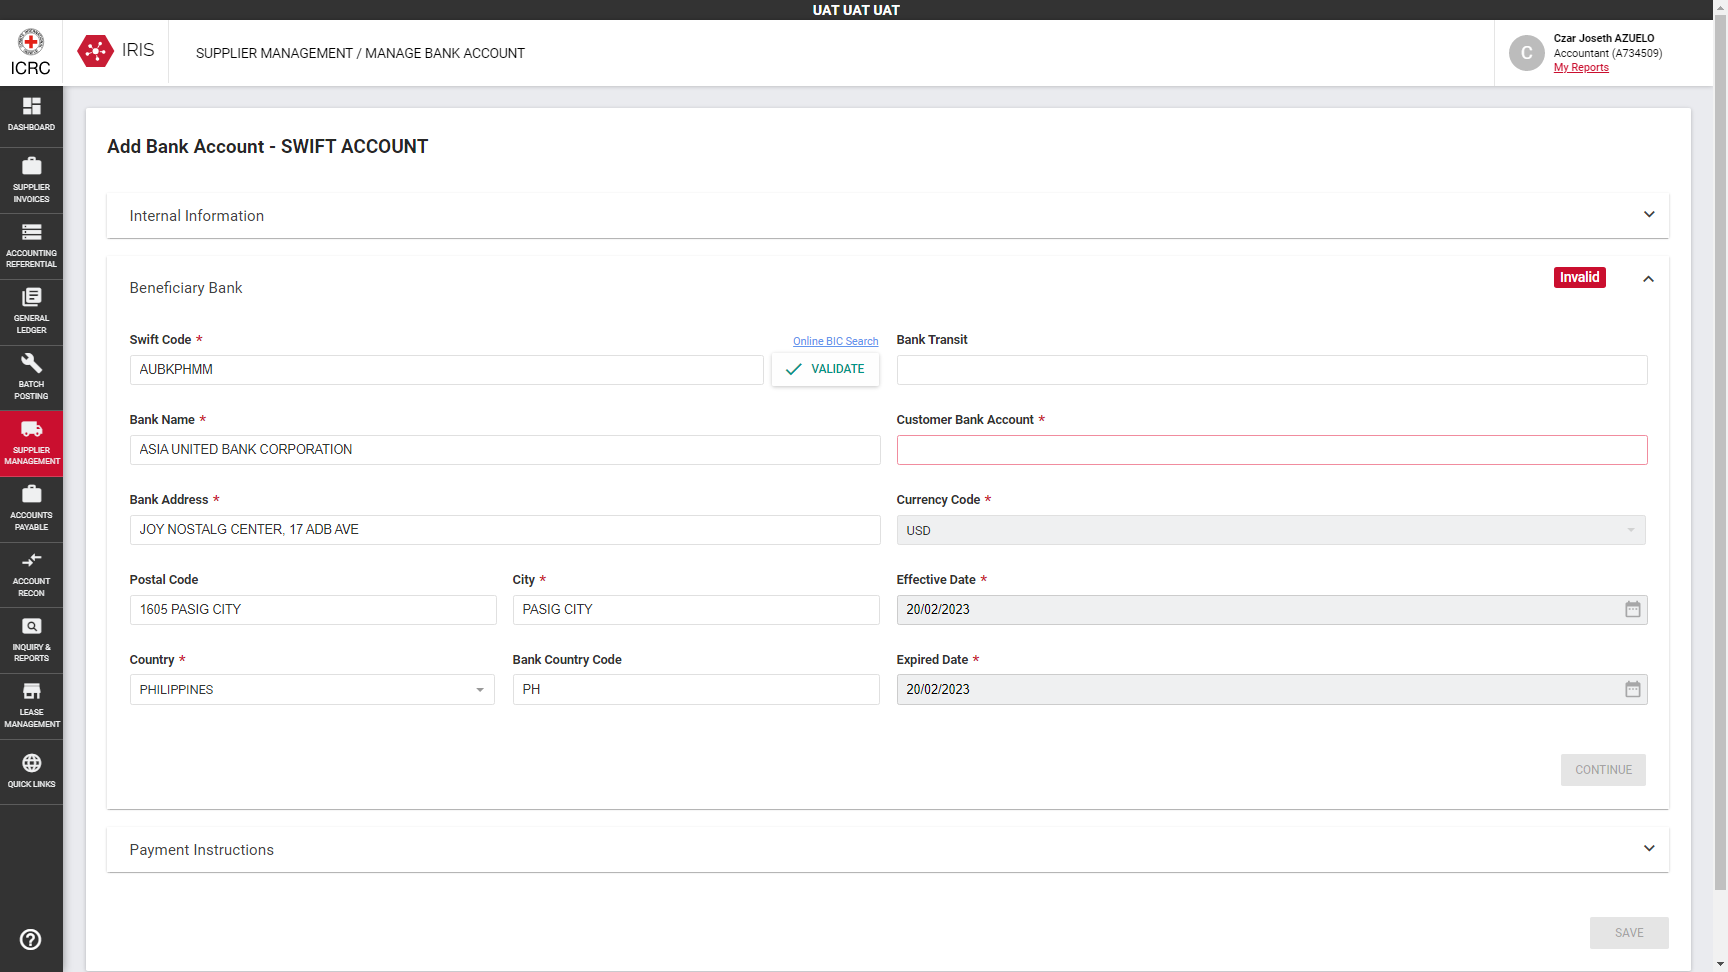 UAT UAT UAT
ICRC
IRIS
SUPPLIER MANAGEMENT / MANAGE BANK ACCOUNT
C
Czar Joseth AZUELO
Accountant (A734509)
My Reports
DASHBOARD
SUPPLIER
INVOICES
ACCOUNTING
REFERENTIAL
GENERAL
LEDGER
BATCH
POSTING
SUPPLIER
MANAGEMENT
ACCOUNTS
PAYABLE
ACCOUNT
RECON
INQUIRY &
REPORTS
LEASE
MANAGEMENT
QUICK LINKS
Add Bank Account - SWIFT ACCOUNT
Internal Information
Beneficiary Bank
Invalid
Swift Code *
Online BIC Search
AUBKPHMM
VALIDATE
Bank Transit
Bank Name *
ASIA UNITED BANK CORPORATION
Customer Bank Account *
Bank Address *
JOY NOSTALG CENTER, 17 ADB AVE
Currency Code *
USD
Postal Code
1605 PASIG CITY
City *
PASIG CITY
Effective Date *
20/02/2023
Country *
PHILIPPINES
Bank Country Code
PH
Expired Date *
20/02/2023
CONTINUE
Payment Instructions
SAVE